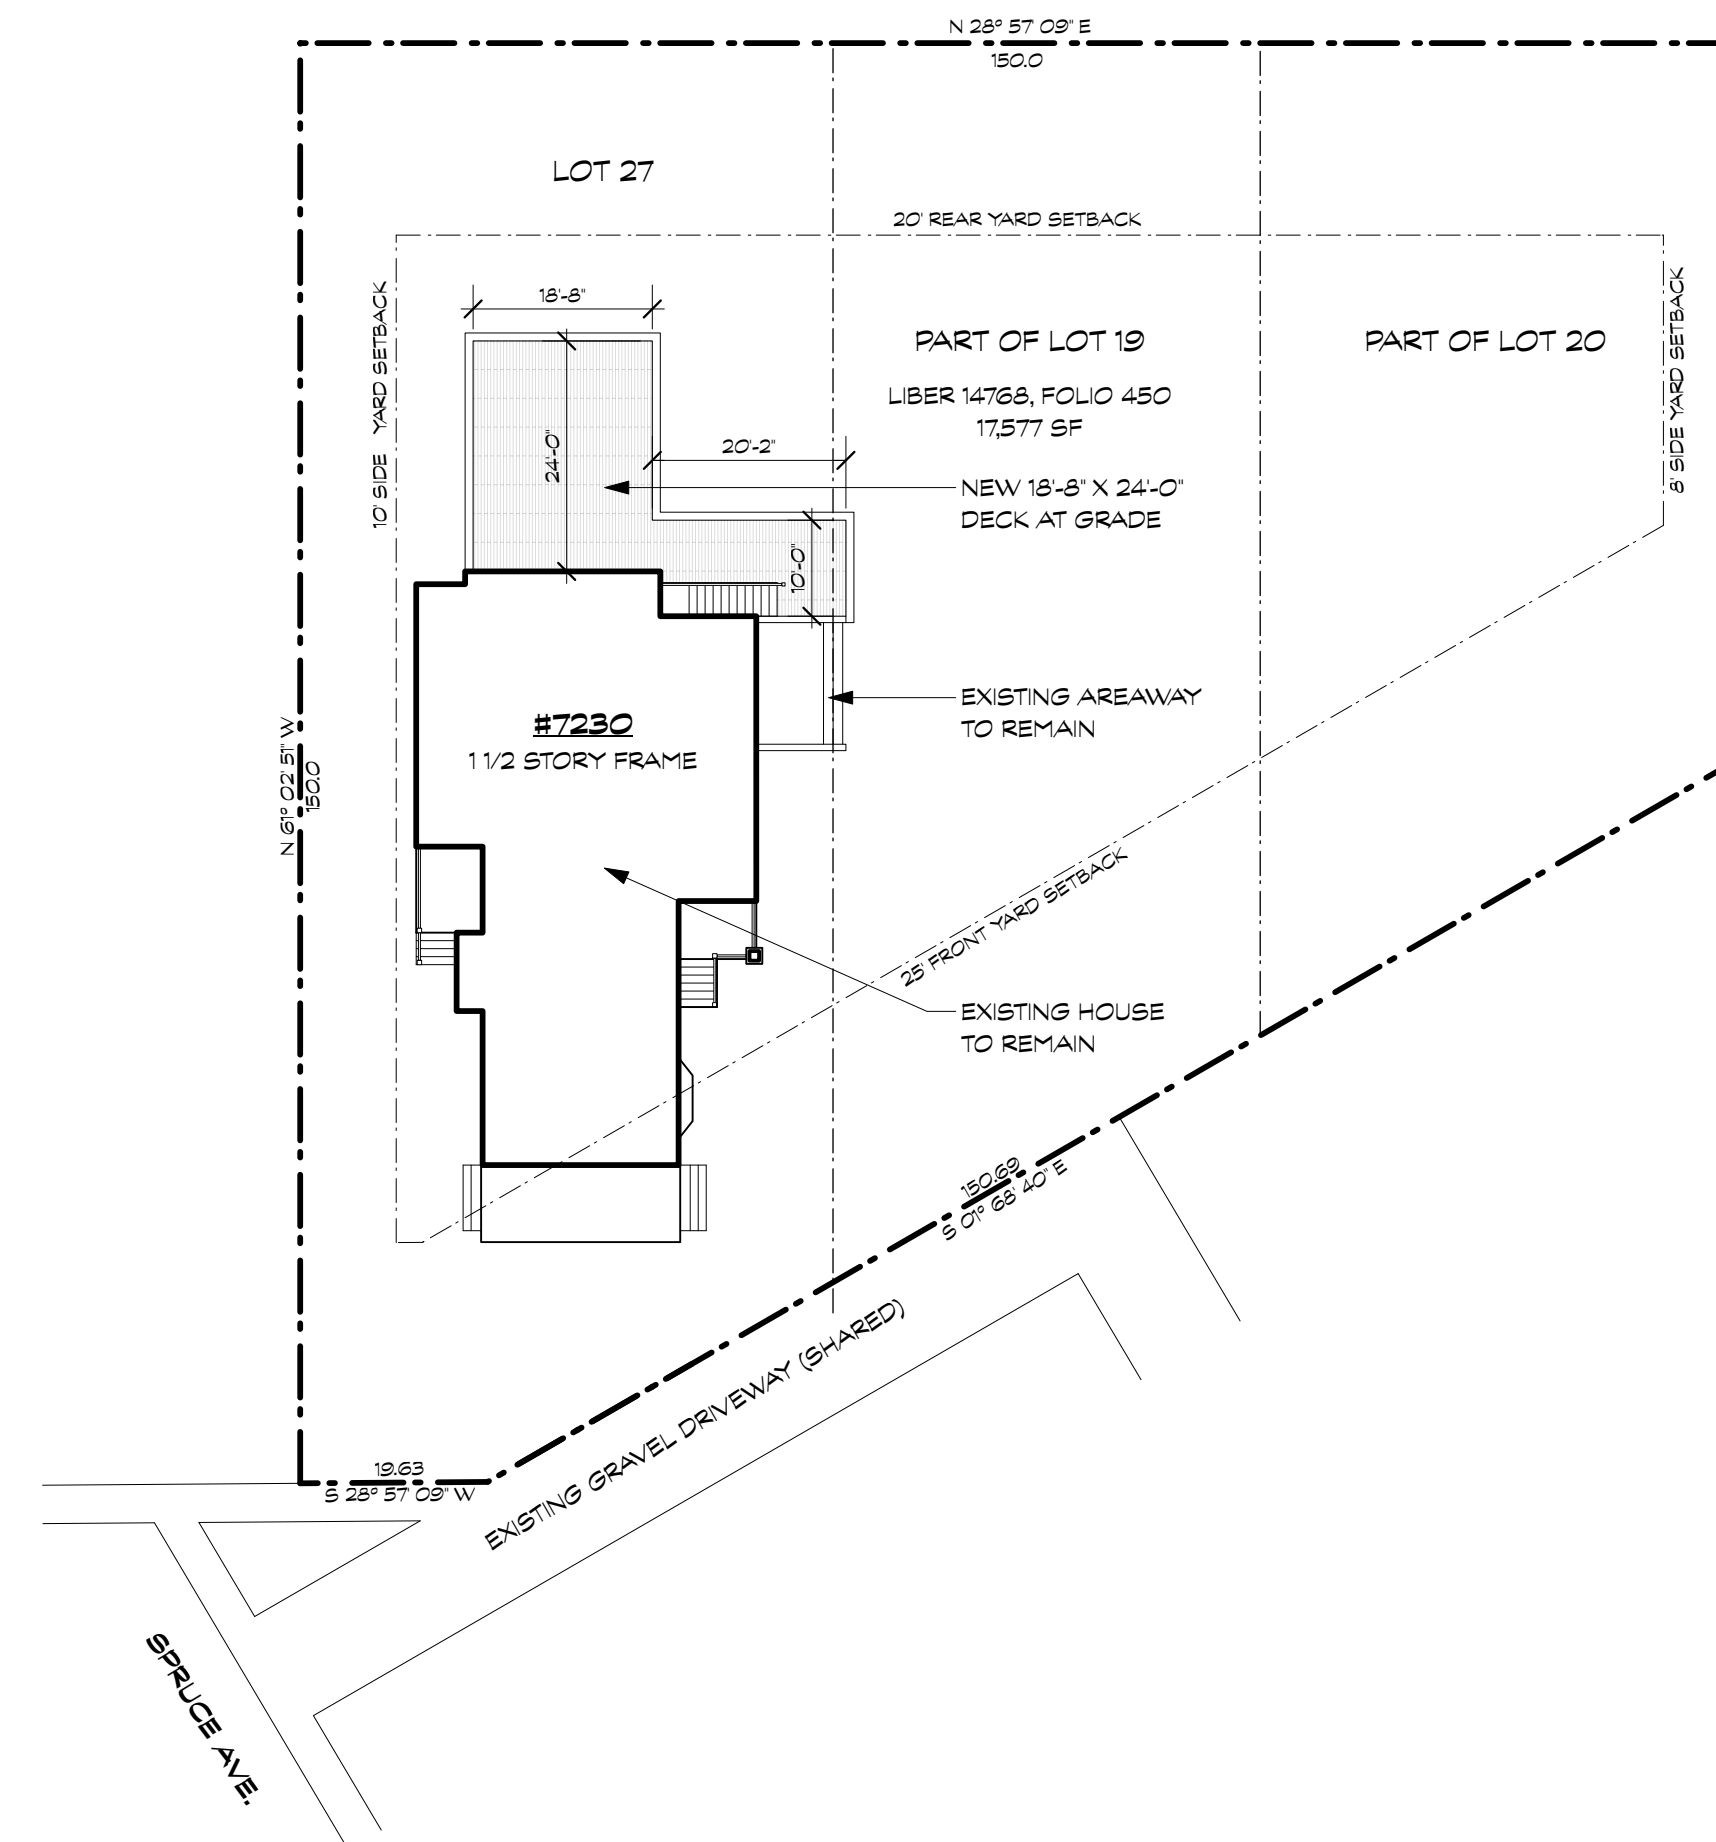 N 28° 57' 09" E
150.0
LOT 27
20' REAR YARD SETBACK
10' SIDE YARD SETBACK
8' SIDE YARD SETBACK
18'-8"
PART OF LOT 19
PART OF LOT 20
LIBER 14768, FOLIO 450
17,577 SF
24'-0"
20'-2"
NEW 18'-8" X 24'-0"
DECK AT GRADE
10'-0"
EXISTING AREAWAY
TO REMAIN
#7230
1 1/2 STORY FRAME
N 61° 02' 51" W
150.0
25' FRONT YARD SETBACK
EXISTING HOUSE
TO REMAIN
150.69
S 01° 68' 40" E
EXISTING GRAVEL DRIVEWAY (SHARED)
19.63
S 28° 57' 09" W
SPRUCE AVE.